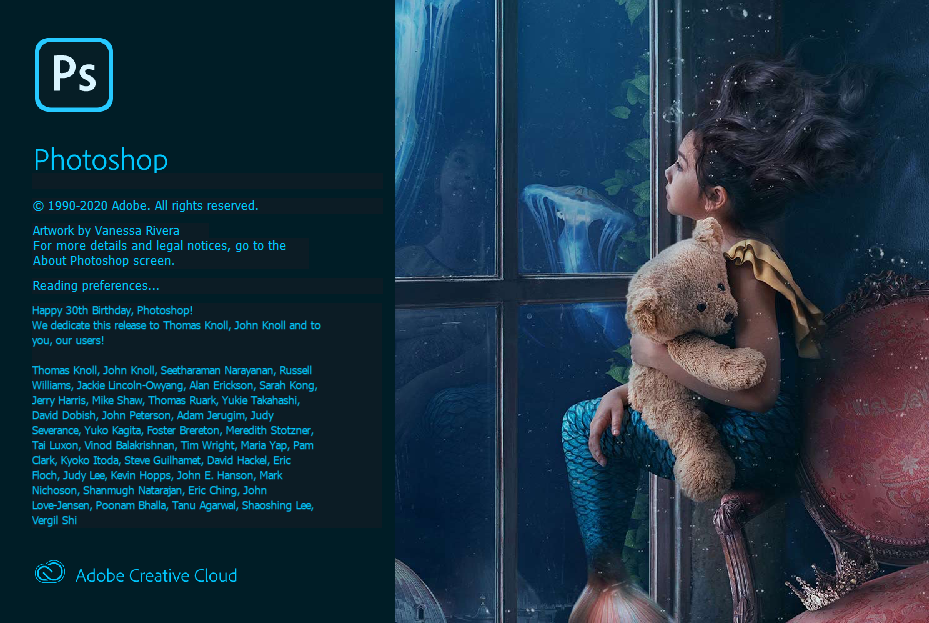 Ps
Photoshop
© 1990-2020 Adobe. All rights reserved.
Artwork by Vanessa Rivera
For more details and legal notices, go to the
About Photoshop screen.
Reading preferences...
Happy 30th Birthday, Photoshop!
We dedicate this release to Thomas Knoll, John Knoll and to
you, our users!
Thomas Knoll, John Knoll, Seetharaman Narayanan, Russell
Williams, Jackie Lincoln-Owyang, Alan Erickson, Sarah Kong,
Jerry Harris, Mike Shaw, Thomas Ruark, Yukie Takahashi,
David Dobish, John Peterson, Adam Jerugim, Judy
Severance, Yuko Kagita, Foster Brereton, Meredith Stotzner,
Tai Luxon, Vinod Balakrishnan, Tim Wright, Maria Yap, Pam
Clark, Kyoko Itoda, Steve Guilhamet, David Hackel, Eric
Floch, Judy Lee, Kevin Hopps, John E. Hanson, Mark
Nichoson, Shanmugh Natarajan, Eric Ching, John
Love-Jensen, Poonam Bhalla, Tanu Agarwal, Shaoshing Lee,
Vergil Shi
Adobe Creative Cloud